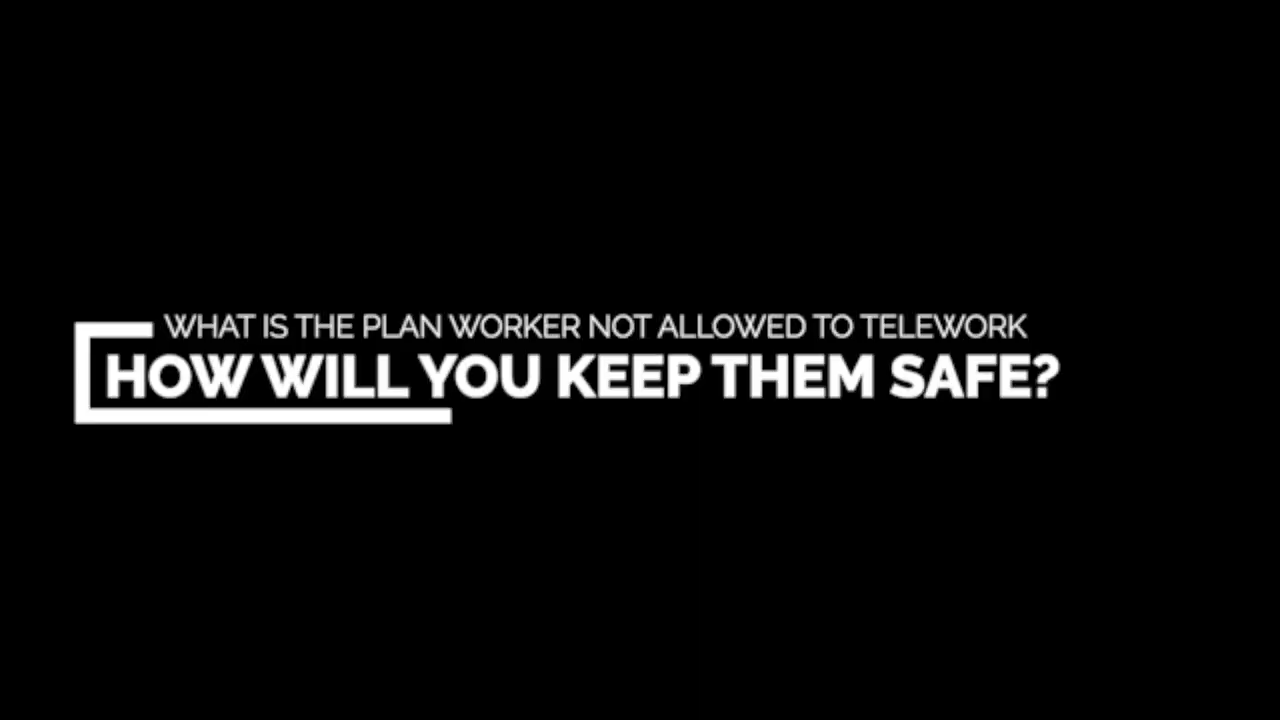 WHAT IS THE PLAN WORKER NOT ALLOWED TO TELEWORK
HOW WILL YOU KEEP THEM SAFE?